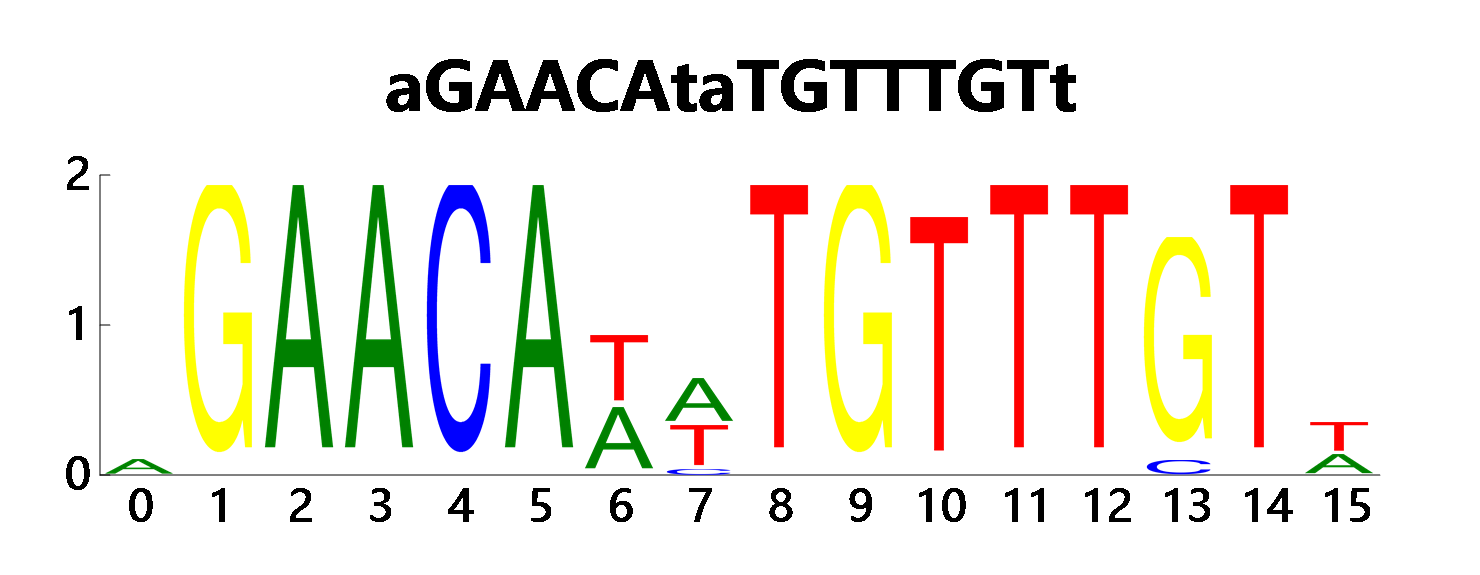 aGAACAtaTGTTTGTt
2
1
0
A G A A C A T A T G T T T G T T
A T C A
C
0 1 2 3 4 5 6 7 8 9 10 11 12 13 14 15